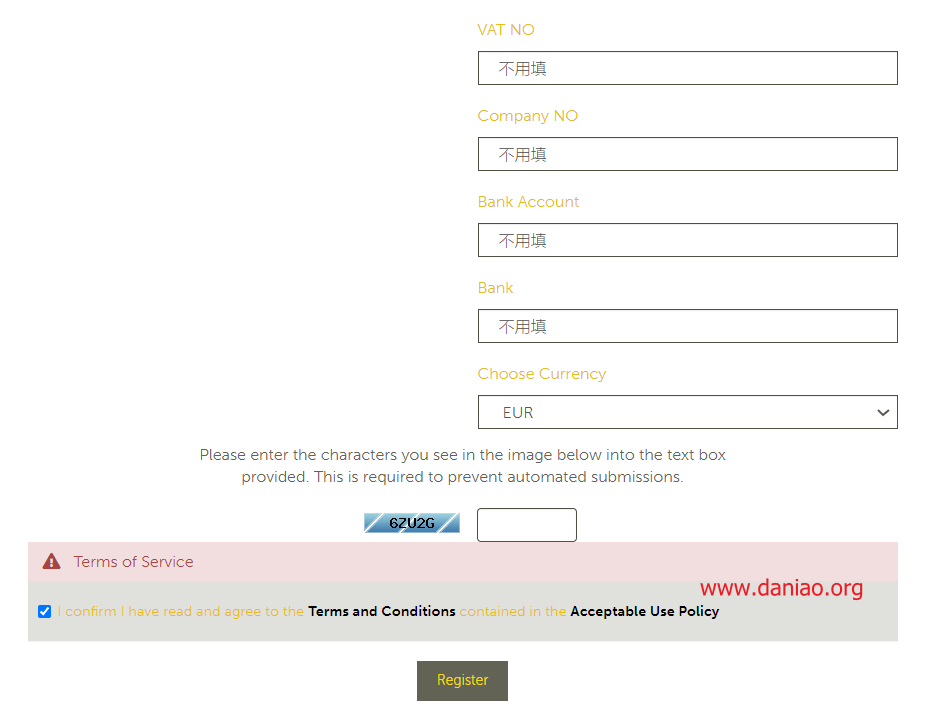 VAT NO
不用填
Company NO
不用填
Bank Account
不用填
Bank
不用填
Choose Currency
EUR
Please enter the characters you see in the image below into the text box
provided. This is required to prevent automated submissions.
6ZU2G
Terms of Service
www.daniao.org
I confirm I have read and agree to the Terms and Conditions contained in the Acceptable Use Policy
Register